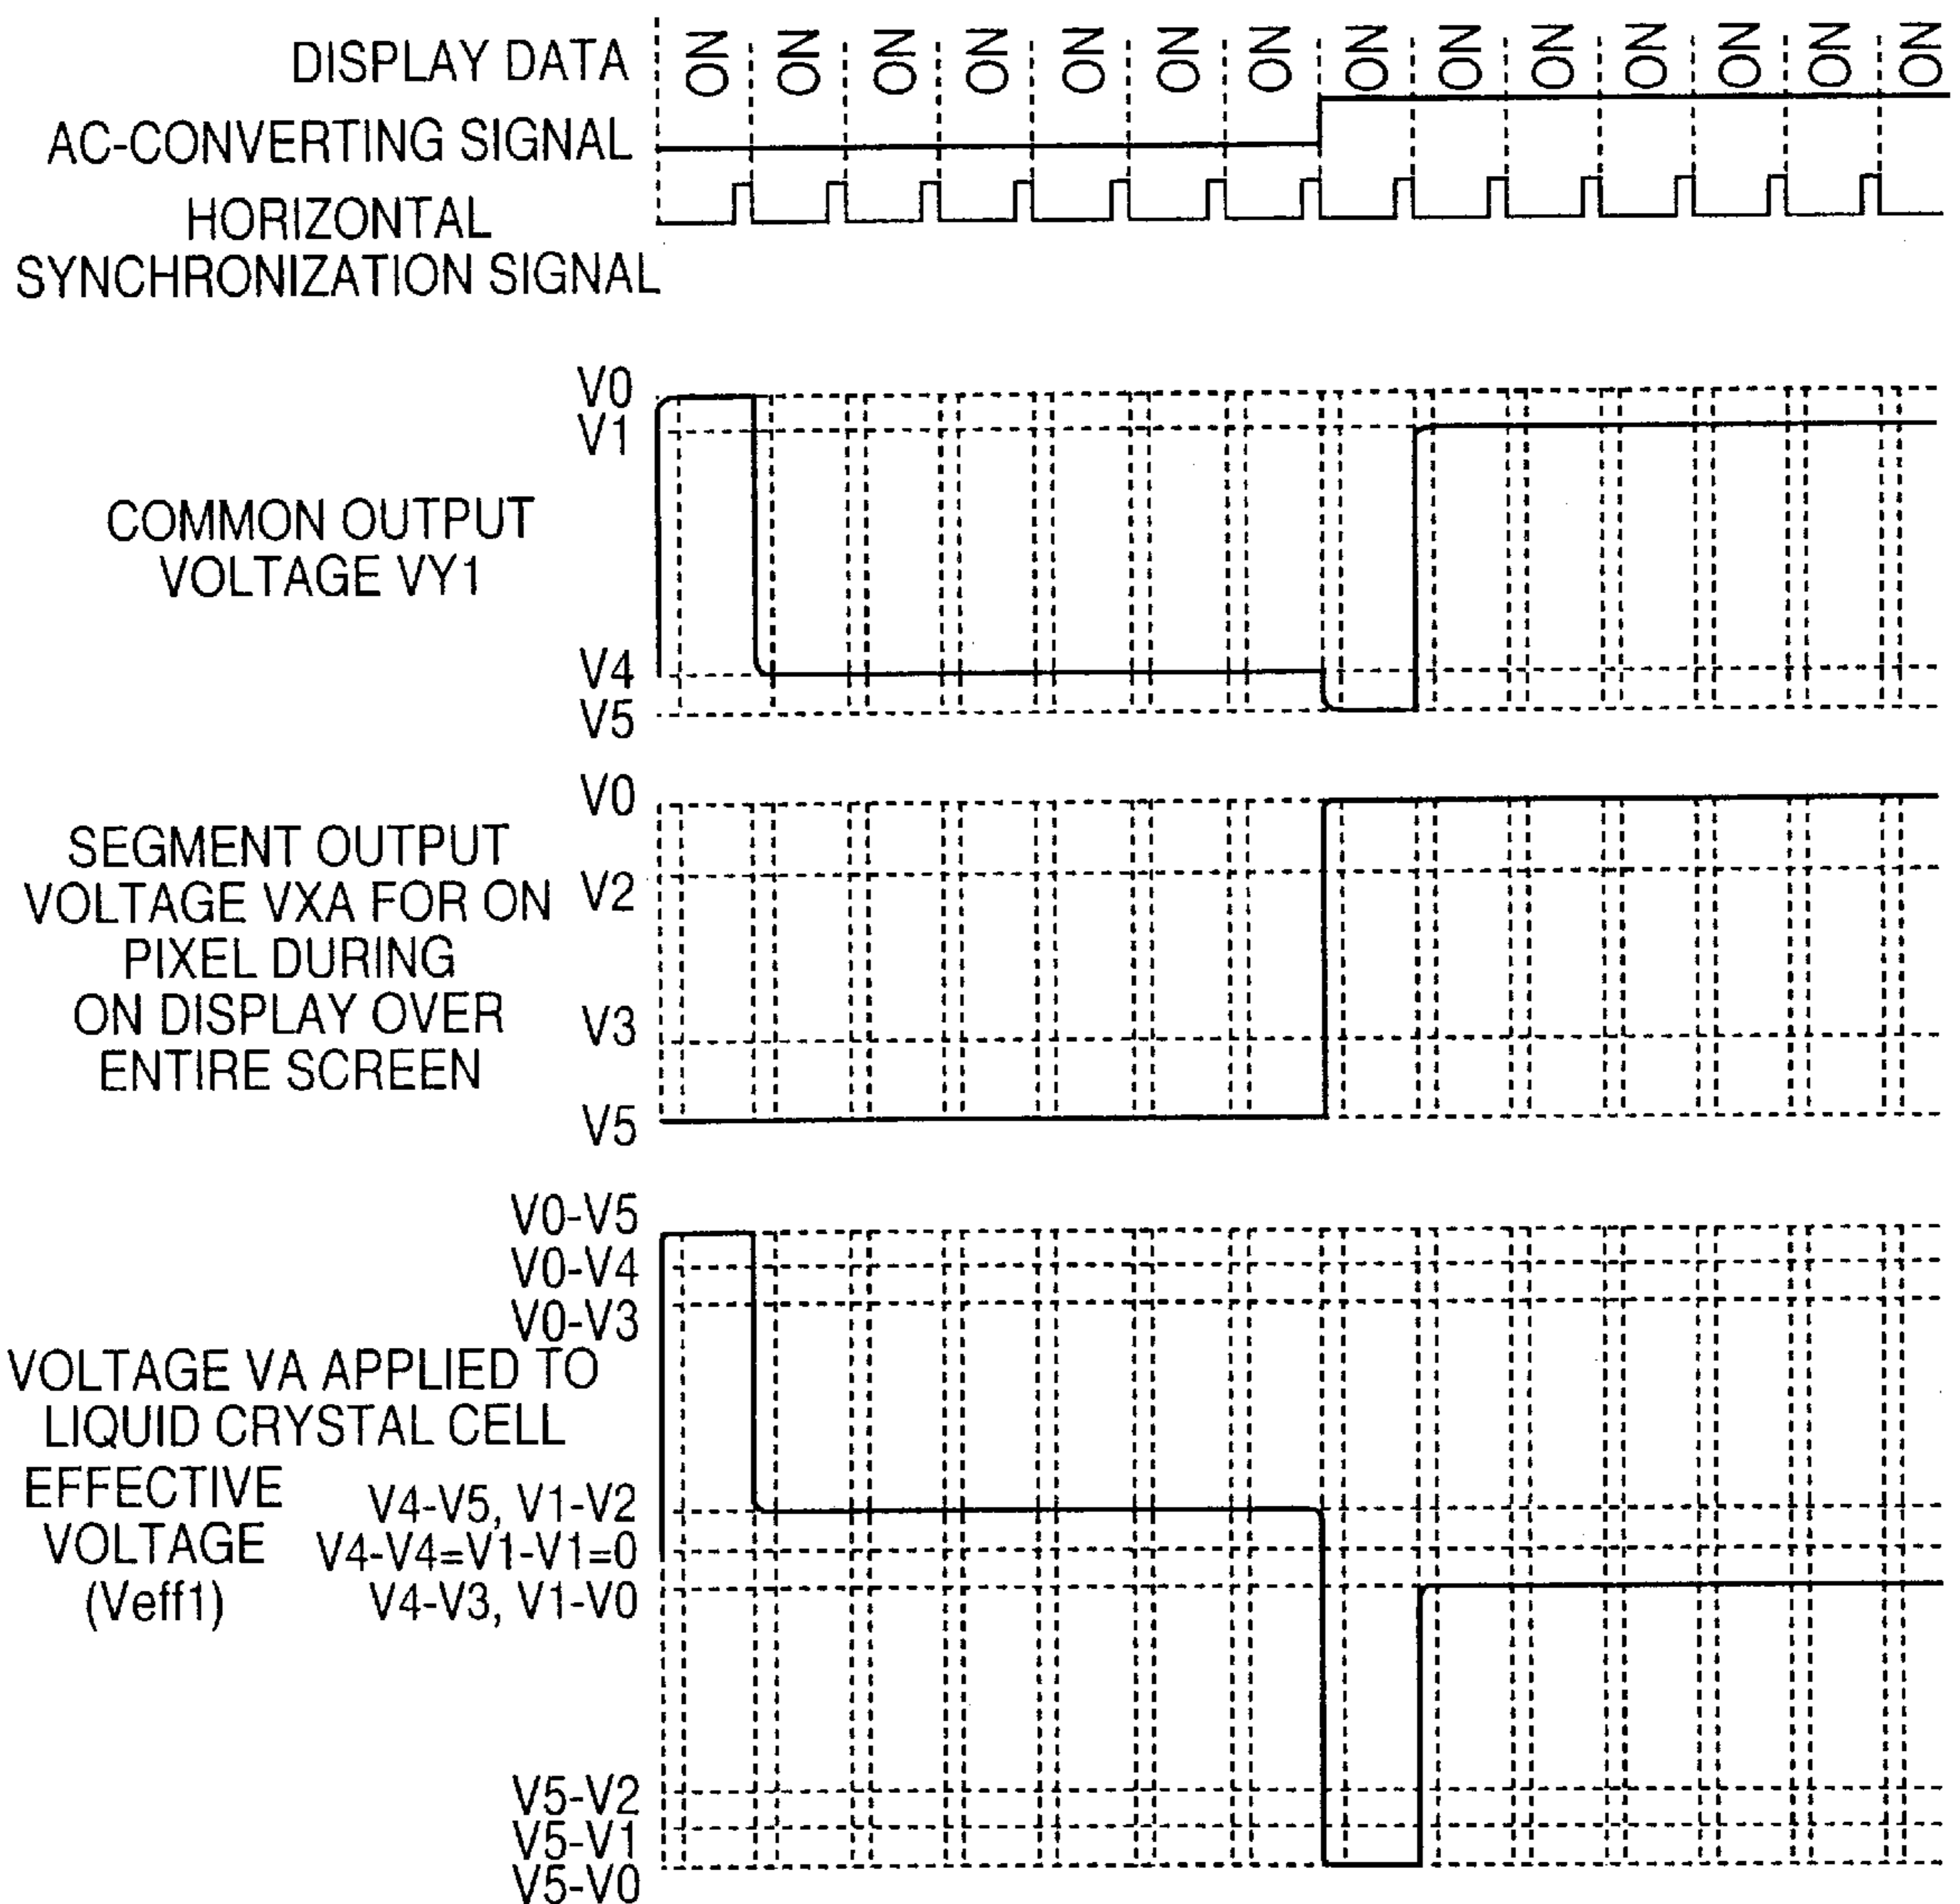 DISPLAY DATA
ON ON ON ON ON ON ON ON ON ON ON ON ON ON
AC-CONVERTING SIGNAL
HORIZONTAL
SYNCHRONIZATION SIGNAL
V0
V1
COMMON OUTPUT
VOLTAGE VY1
V4
V5
V0
SEGMENT OUTPUT
VOLTAGE VXA FOR ON
PIXEL DURING
ON DISPLAY OVER
ENTIRE SCREEN
V2
V3
V5
V0-V5
V0-V4
V0-V3
VOLTAGE VA APPLIED TO
LIQUID CRYSTAL CELL
EFFECTIVE
VOLTAGE
(Veff1)
V4-V5, V1-V2
V4-V4=V1-V1=0
V4-V3, V1-V0
V5-V2
V5-V1
V5-V0